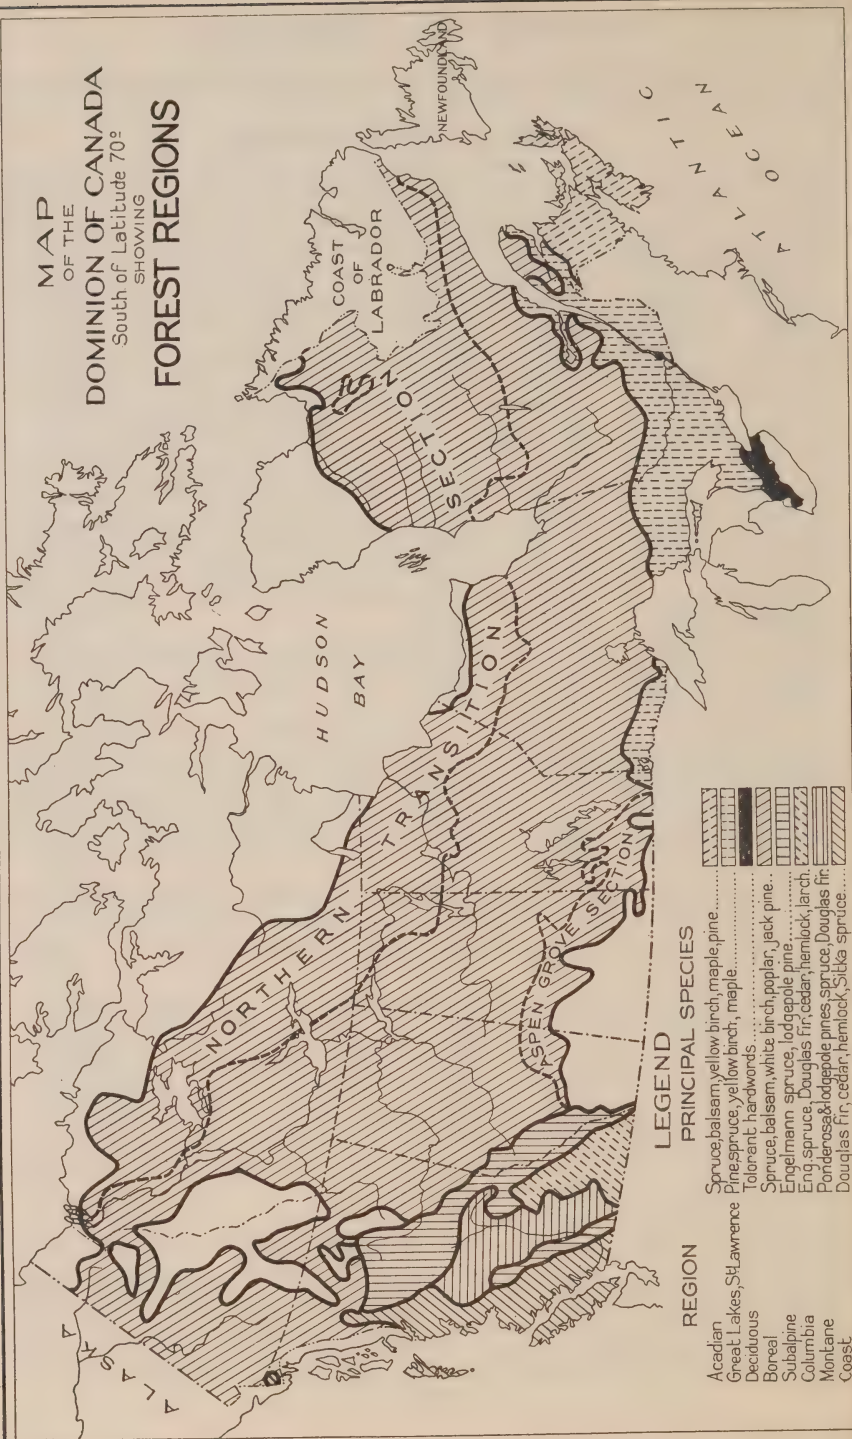 MAP
OF THE
DOMINION OF CANADA
South of Latitude 70º
SHOWING
FOREST REGIONS
ALASKA
NORTHERN TRANSITION SECTION
HUDSON
BAY
COAST
OF
LABRADOR
NEWFOUNDLAND
ATLANTIC
OCEAN
SPEN GROVE SECTION
LEGEND
REGION PRINCIPAL SPECIES
Acadian Spruce,balsam,yellow birch,maple,pine
Great Lakes,St.Lawrence Pine,spruce,yellow birch, maple
Deciduous Tolorant hardwords
Boreal Spruce,balsam,white birch,poplar,jack pine
Subalpine Engelmann spruce, lodgepole pine
Columbia Eng.spruce,Douglas fir,cedar,hemlock,larch
Montane Ponderosa&lodgepole pines,spruce,Douglas fir
Coast Douglas fir,cedar,hemlock,Sitka spruce